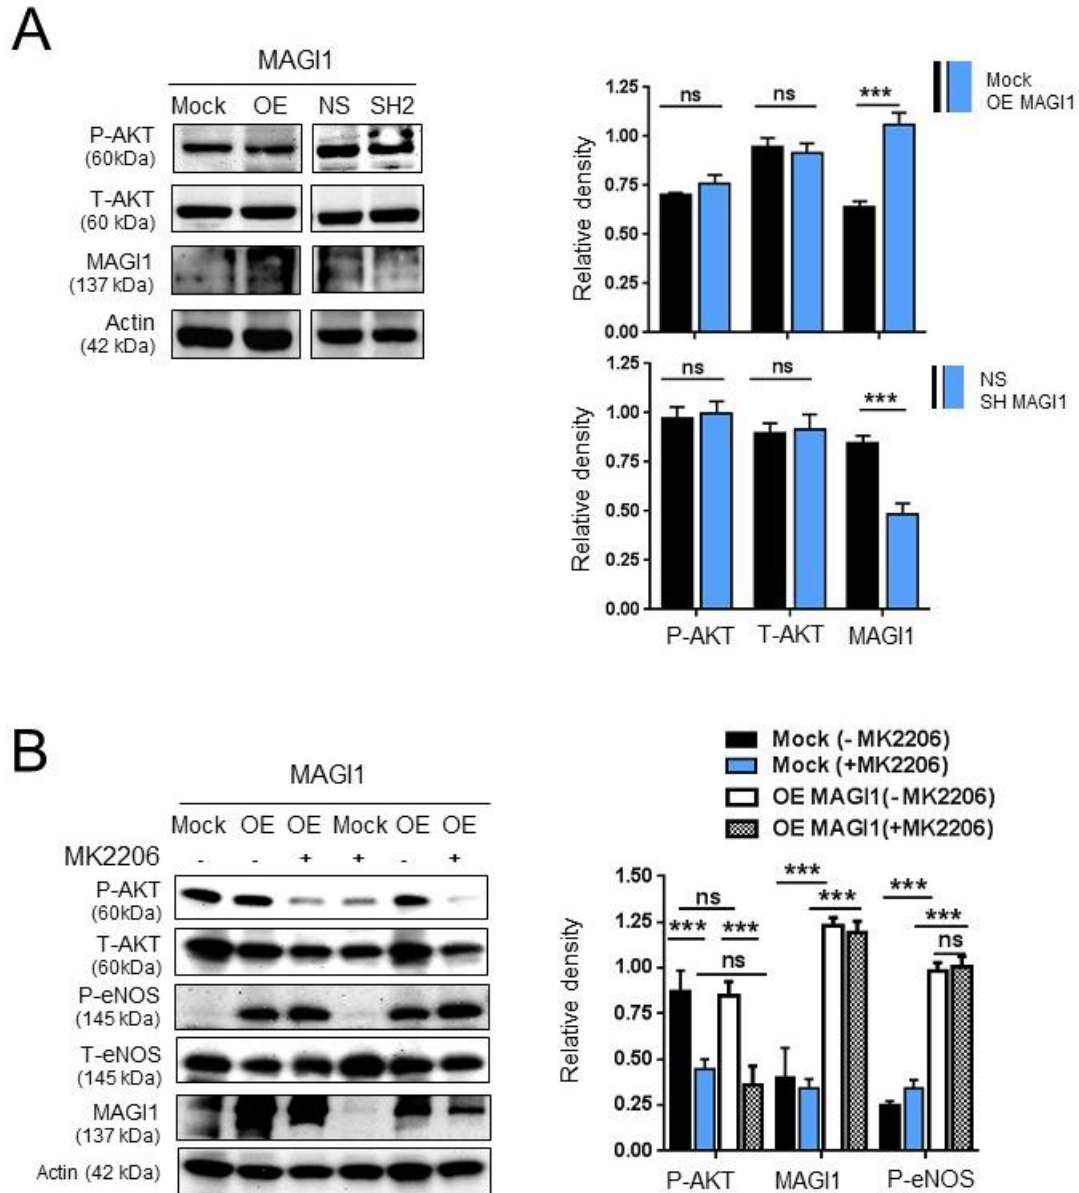 A
MAGI1
Mock OE NS SH2
P-AKT
(60kDa)
T-AKT
(60 kDa)
MAGI1
(137 kDa)
Actin
(42 kDa)
Relative density
1.25
1.00
0.75
0.50
0.25
0.00
ns ns ***
Mock
OE MAGI1
Relative density
1.25
1.00
0.75
0.50
0.25
0.00
ns ns ***
NS
SH MAGI1
P-AKT T-AKT MAGI1
B
MAGI1
Mock OE OE Mock OE OE
MK2206 - - + + - +
P-AKT
(60kDa)
T-AKT
(60kDa)
P-eNOS
(145 kDa)
T-eNOS
(145 kDa)
MAGI1
(137 kDa)
Actin (42 kDa)
Mock (- MK2206)
Mock (+MK2206)
OE MAGI1(- MK2206)
OE MAGI1(+MK2206)
Relative density
1.50
1.25
1.00
0.75
0.50
0.25
0.00
*** ***
ns *** ***
*** *** ns
ns
P-AKT MAGI1 P-eNOS